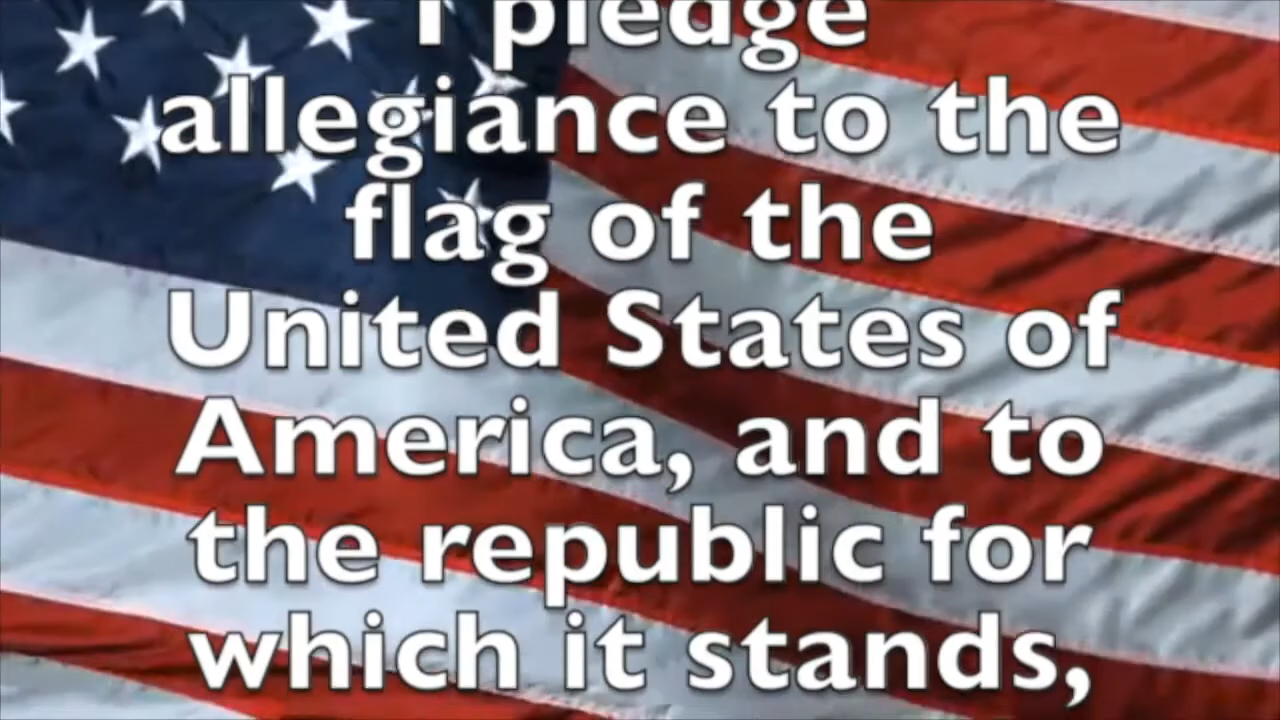 I pledge
allegiance to the
flag of the
United States of
America, and to
the republic for
which it stands,